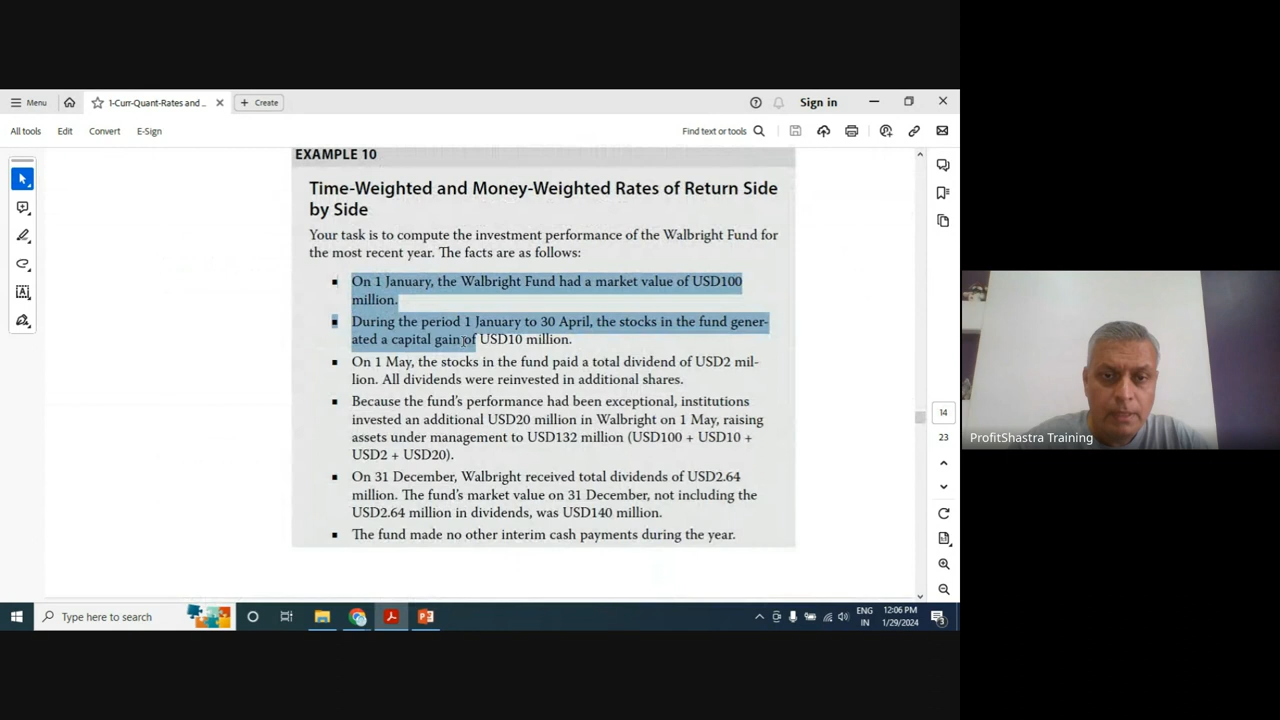 Menu
1-Curr-Quant-Rates and ...
Create
Sign in
All tools
Edit
Convert
E-Sign
Find text or tools
EXAMPLE 10
Time-Weighted and Money-Weighted Rates of Return Side
by Side
Your task is to compute the investment performance of the Walbright Fund for
the most recent year. The facts are as follows:
▪ On 1 January, the Walbright Fund had a market value of USD100
million.
▪ During the period 1 January to 30 April, the stocks in the fund gener-
ated a capital gain of USD10 million.
▪ On 1 May, the stocks in the fund paid a total dividend of USD2 mil-
lion. All dividends were reinvested in additional shares.
▪ Because the fund's performance had been exceptional, institutions
invested an additional USD20 million in Walbright on 1 May, raising
assets under management to USD132 million (USD100 + USD10 +
USD2 + USD20).
▪ On 31 December, Walbright received total dividends of USD2.64
million. The fund's market value on 31 December, not including the
USD2.64 million in dividends, was USD140 million.
▪ The fund made no other interim cash payments during the year.
14
23
ProfitShastra Training
Type here to search
ENG
IN
12:06 PM
1/29/2024
3